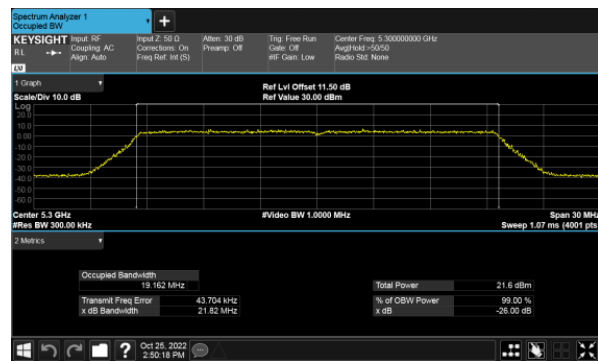 Spectrum Analyzer 1
Occupied BW
KEYSIGHT
RL
Input: RF
Coupling: AC
Align: Auto
Input Z: 50 Ω
Corrections: On
Freq Ref: Int (S)
Atten: 30 dB
Preamp: Off
Trig: Free Run
Gate: Off
#IF Gain: Low
Center Freq: 5.300000000 GHz
Avg|Hold:>50/50
Radio Std: None
LXI
1 Graph
Scale/Div 10.0 dB
Ref Lvl Offset 11.50 dB
Ref Value 30.00 dBm
Log
20.0
10.0
0.00
-10.0
-20.0
-30.0
-40.0
-50.0
-60.0
Center 5.3 GHz
#Res BW 300.00 kHz
#Video BW 1.0000 MHz
Span 30 MHz
Sweep 1.07 ms (4001 pts)
2 Metrics
Occupied Bandwidth
19.162 MHz
Total Power 21.6 dBm
Transmit Freq Error 43.704 kHz
% of OBW Power 99.00 %
x dB Bandwidth 21.82 MHz
x dB -26.00 dB
?
Oct 25, 2022
2:50:18 PM